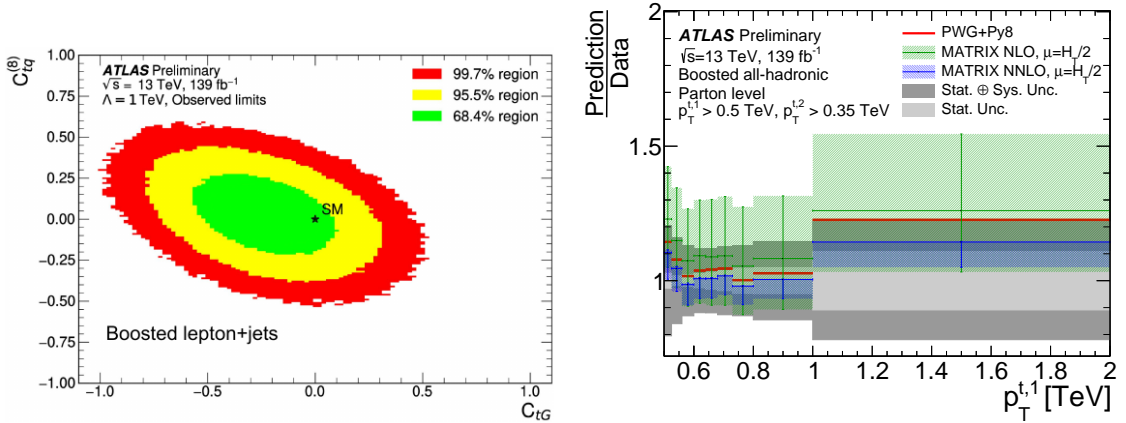 C_{tq}^{(8)}
1.00
0.75
0.50
0.25
0.00
−0.25
−0.50
−0.75
−1.00
ATLAS Preliminary
√s = 13 TeV, 139 fb⁻¹
Λ = 1 TeV, Observed limits
99.7% region
95.5% region
68.4% region
SM
Boosted lepton+jets
−1.0 −0.5 0.0 0.5 1.0
C_{tG}
Prediction
Data
2
1.5
1
ATLAS Preliminary
√s=13 TeV, 139 fb⁻¹
Boosted all-hadronic
Parton level
p_T^{t,1} > 0.5 TeV, p_T^{t,2} > 0.35 TeV
PWG+Py8
MATRIX NLO, μ=H_T/2
MATRIX NNLO, μ=H_T/2
Stat. ⊕ Sys. Unc.
Stat. Unc.
0.6 0.8 1 1.2 1.4 1.6 1.8 2
p_T^{t,1} [TeV]